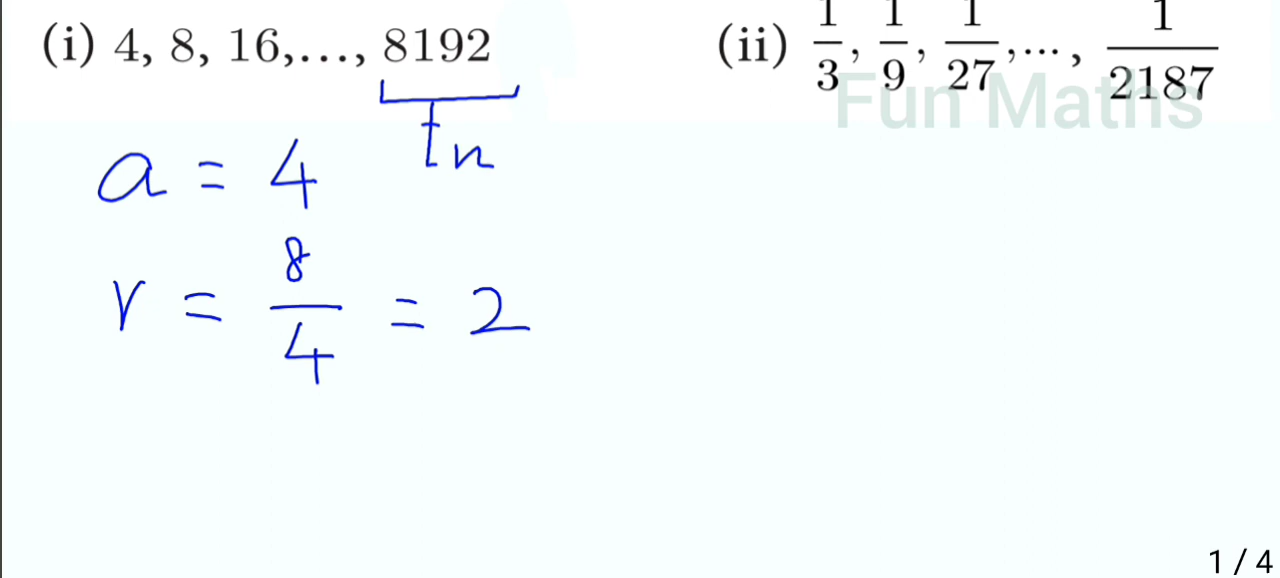 (i) 4, 8, 16,..., 8192
(ii) 1/3, 1/9, 1/27, ..., 1/2187
Fun Maths
tn
a = 4
r = 8/4 = 2
1 / 4